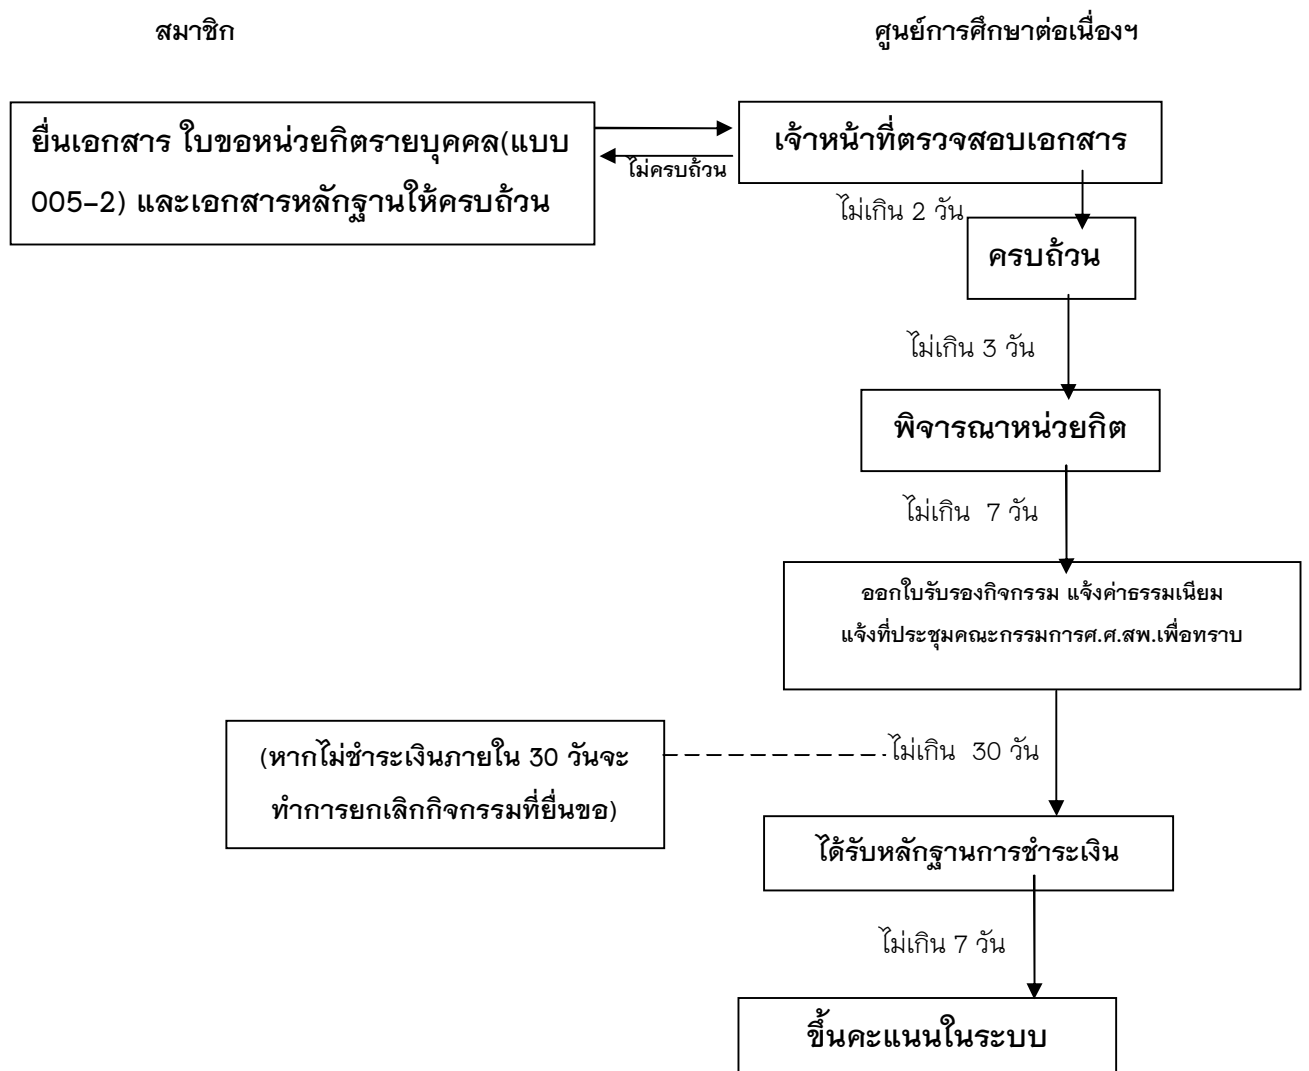 สมาชิก
ศูนย์การศึกษาต่อเนื่องฯ
ยื่นเอกสาร ใบขอหน่วยกิตรายบุคคล(แบบ
005-2) และเอกสารหลักฐานให้ครบถ้วน
เจ้าหน้าที่ตรวจสอบเอกสาร
ไม่ครบถ้วน
ไม่เกิน 2 วัน
ครบถ้วน
ไม่เกิน 3 วัน
พิจารณาหน่วยกิต
ไม่เกิน 7 วัน
ออกใบรับรองกิจกรรม แจ้งค่าธรรมเนียม
แจ้งที่ประชุมคณะกรรมการศ.ศ.สพ.เพื่อทราบ
(หากไม่ชำระเงินภายใน 30 วันจะ
ทำการยกเลิกกิจกรรมที่ยื่นขอ)
ไม่เกิน 30 วัน
ได้รับหลักฐานการชำระเงิน
ไม่เกิน 7 วัน
ขึ้นคะแนนในระบบ